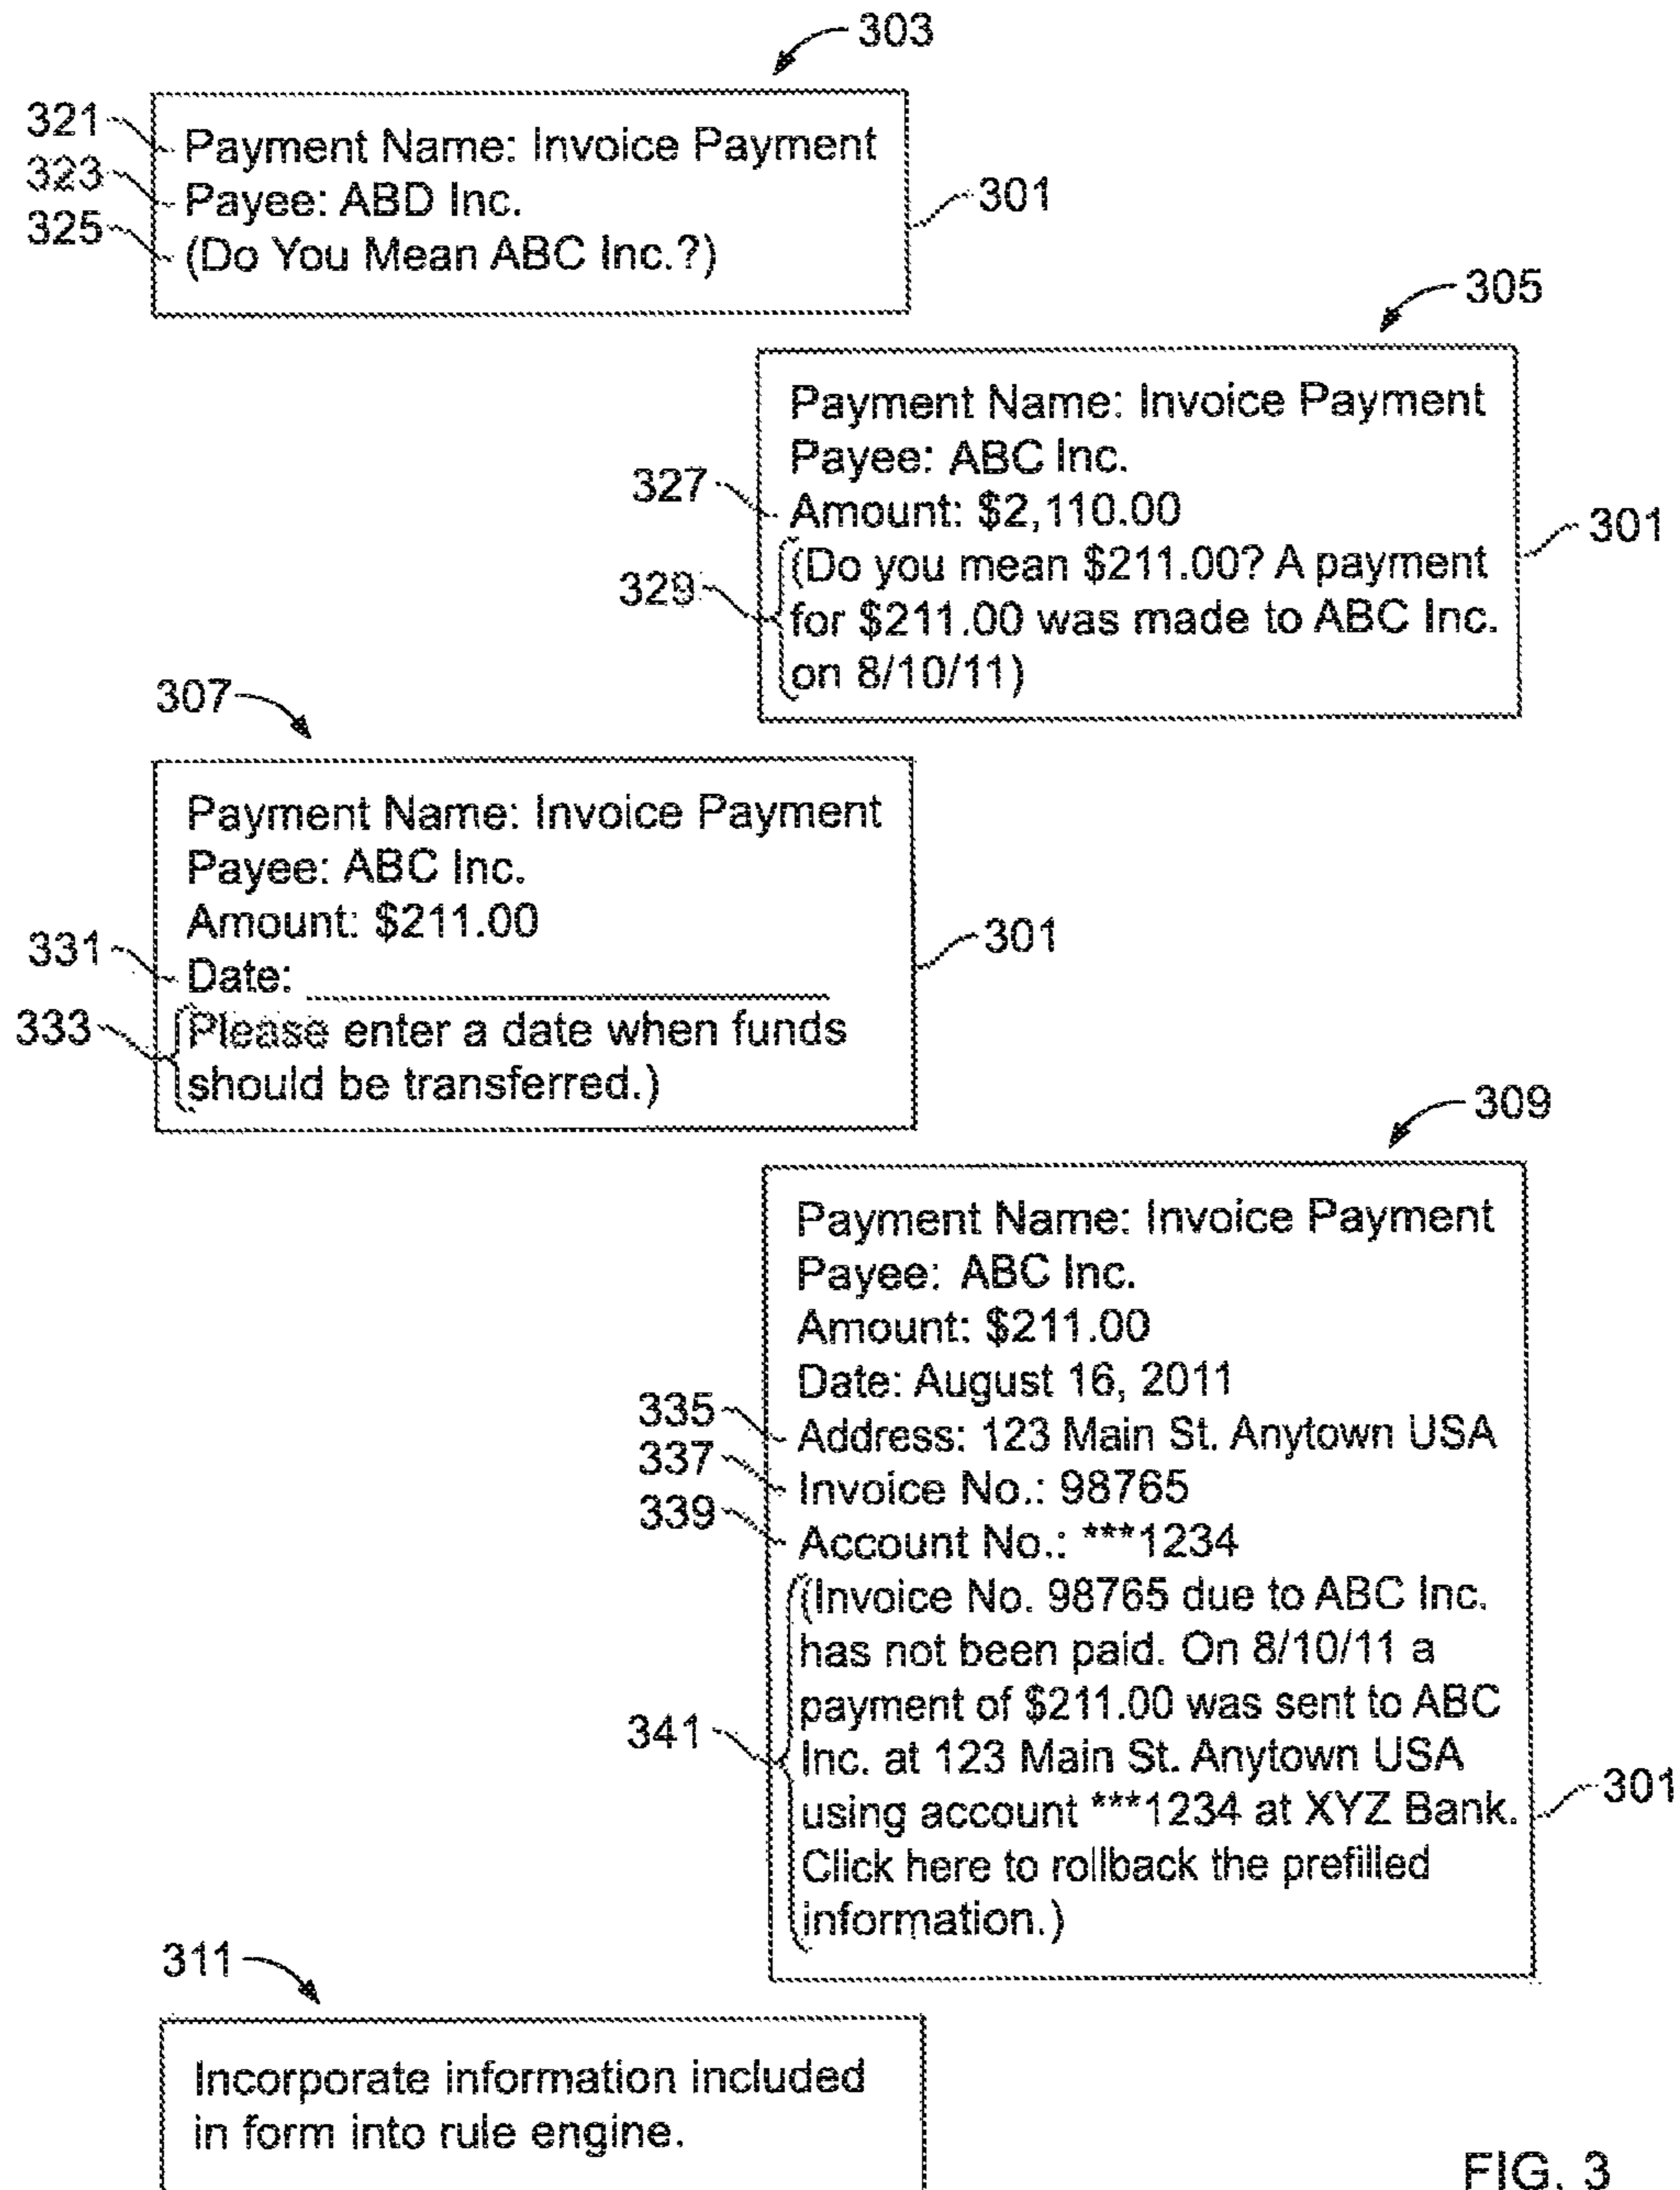 303
321
Payment Name: Invoice Payment
323
Payee: ABD Inc.
301
325
(Do You Mean ABC Inc.?)
305
Payment Name: Invoice Payment
Payee: ABC Inc.
327
Amount: $2,110.00
301
(Do you mean $211.00? A payment
329
for $211.00 was made to ABC Inc.
on 8/10/11)
307
Payment Name: Invoice Payment
Payee: ABC Inc.
Amount: $211.00
301
331
Date:
333
(Please enter a date when funds
should be transferred.)
309
Payment Name: Invoice Payment
Payee: ABC Inc.
Amount: $211.00
Date: August 16, 2011
335
Address: 123 Main St. Anytown USA
337
Invoice No.: 98765
339
Account No.: ***1234
(Invoice No. 98765 due to ABC Inc.
has not been paid. On 8/10/11 a
payment of $211.00 was sent to ABC
341
Inc. at 123 Main St. Anytown USA
301
using account ***1234 at XYZ Bank.
Click here to rollback the prefilled
information.)
311
Incorporate information included
in form into rule engine.
FIG. 3